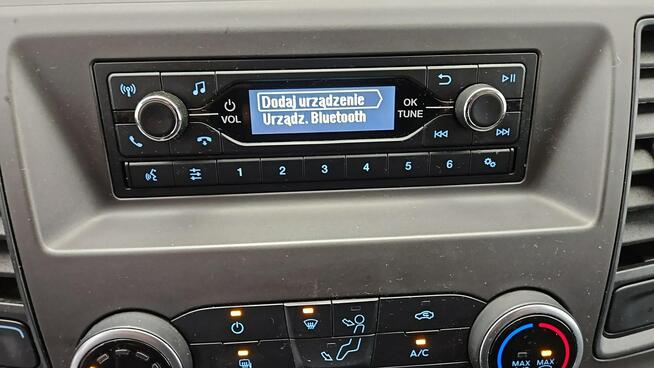 Dodaj urządzenie
Urządz. Bluetooth
VOL
OK
TUNE
1 2 3 4 5 6
A/C
MAX
MAX